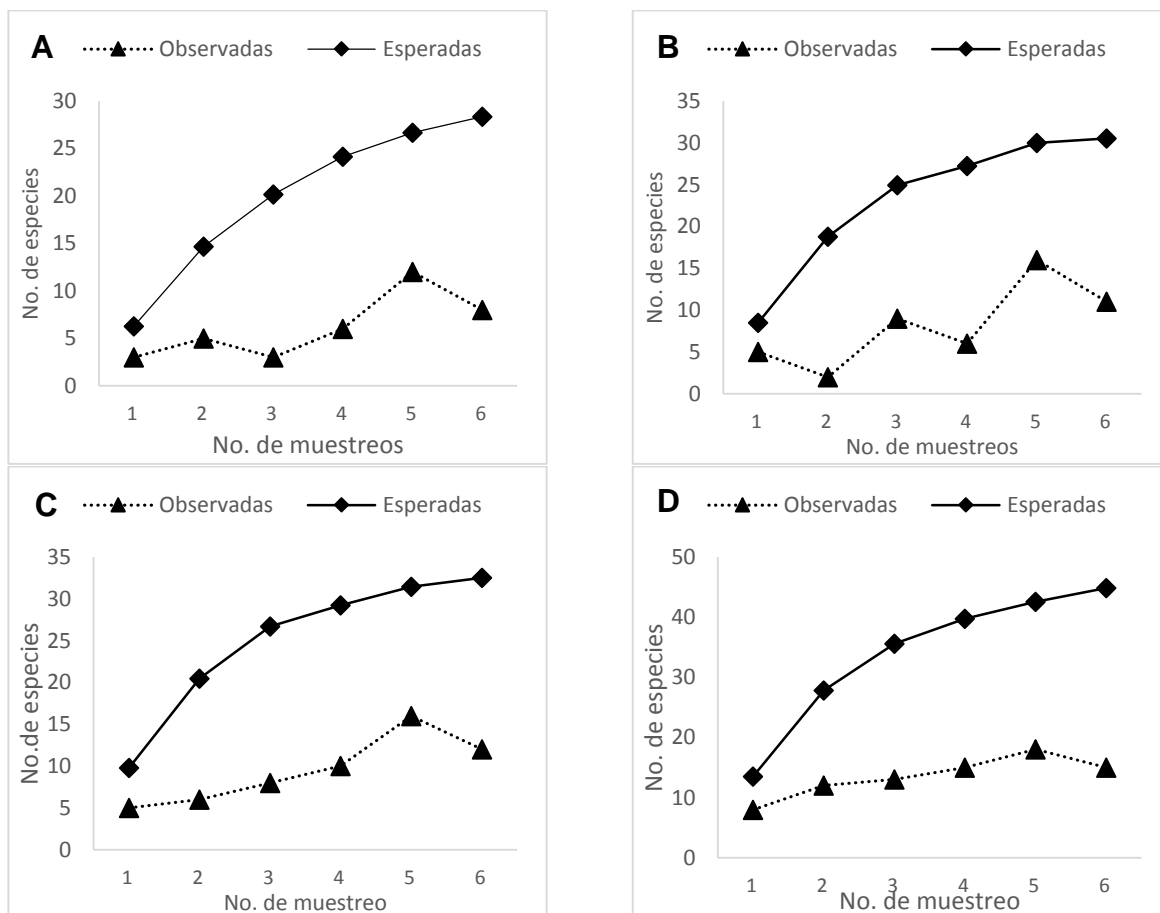 A
Observadas Esperadas
30
25
20
15
10
5
0
No. de especies
1 2 3 4 5 6
No. de muestreos
B
Observadas Esperadas
35
30
25
20
15
10
5
0
No. de especies
1 2 3 4 5 6
No. de muestreos
C
Observadas Esperadas
35
30
25
20
15
10
5
0
No.de especies
1 2 3 4 5 6
No. de muestreo
D
Observadas Esperadas
50
40
30
20
10
0
No. de especies
1 2 3 4 5 6
No. de muestreo